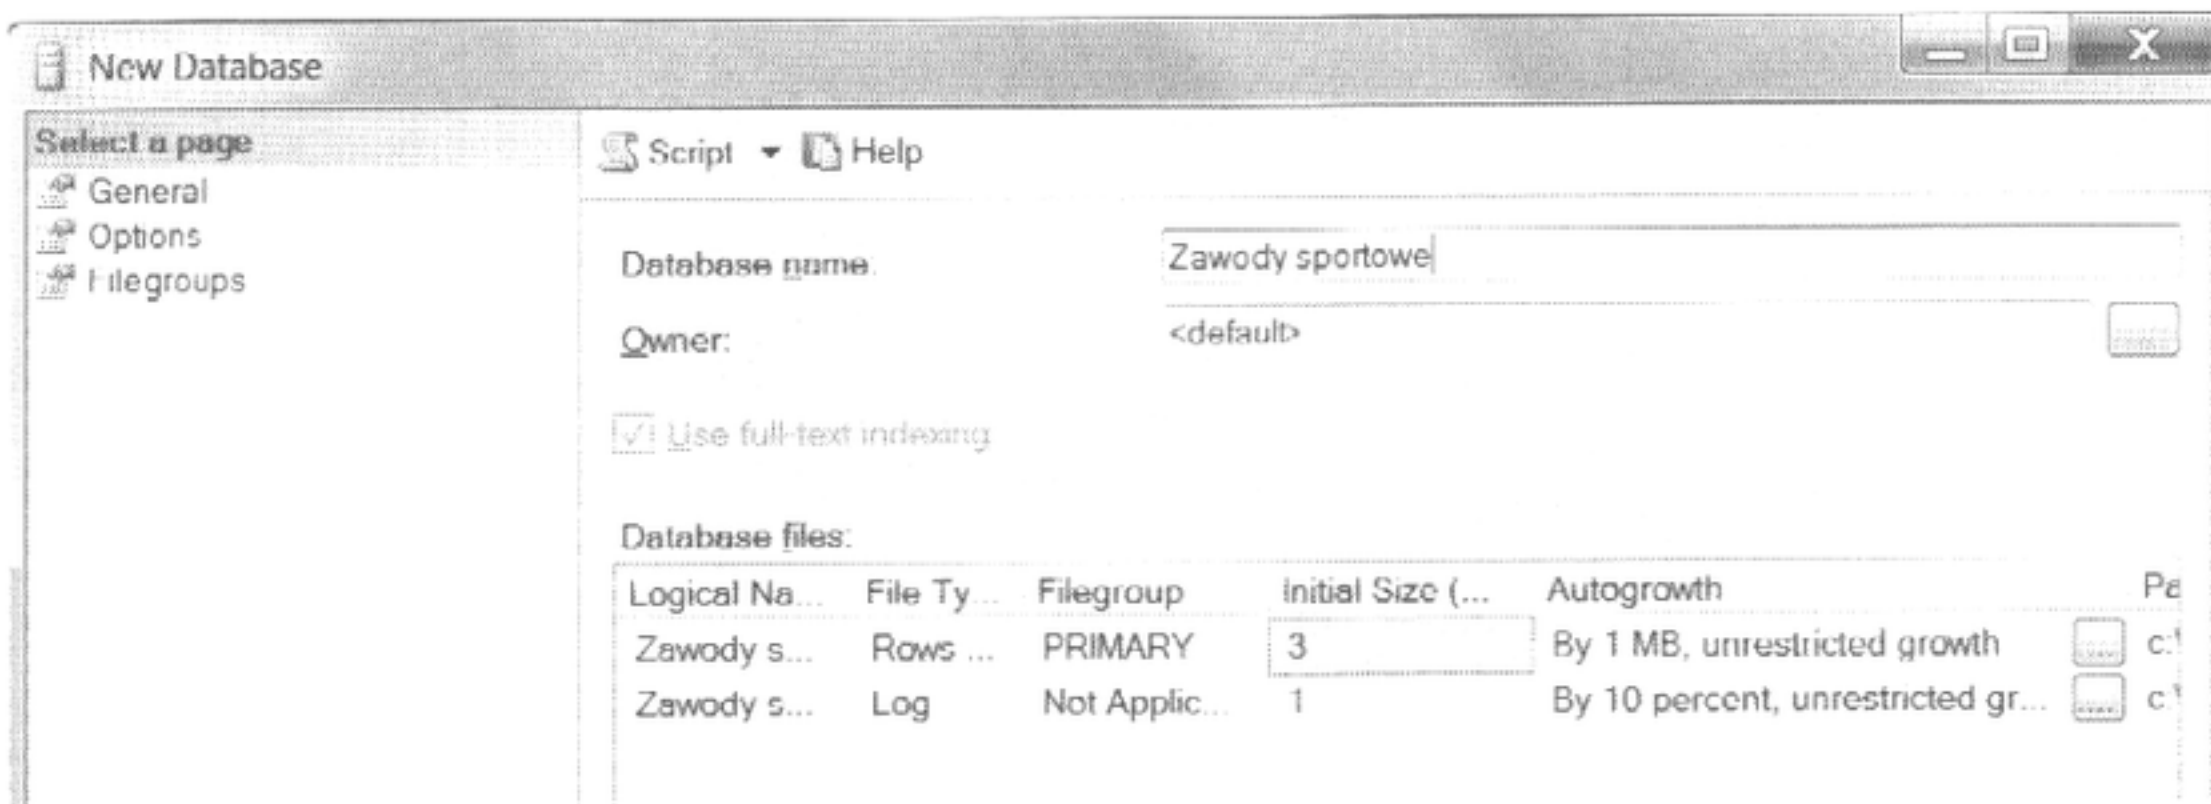 New Database
Select a page
General
Options
Filegroups
Script Help
Database name:
Zawody sportowe
Owner:
<default>
Use full-text indexing
Database files:
Logical Na... File Ty... Filegroup Initial Size (... Autogrowth Pa
Zawody s... Rows ... PRIMARY 3 By 1 MB, unrestricted growth ... c:\
Zawody s... Log Not Applic... 1 By 10 percent, unrestricted gr... ... c:\